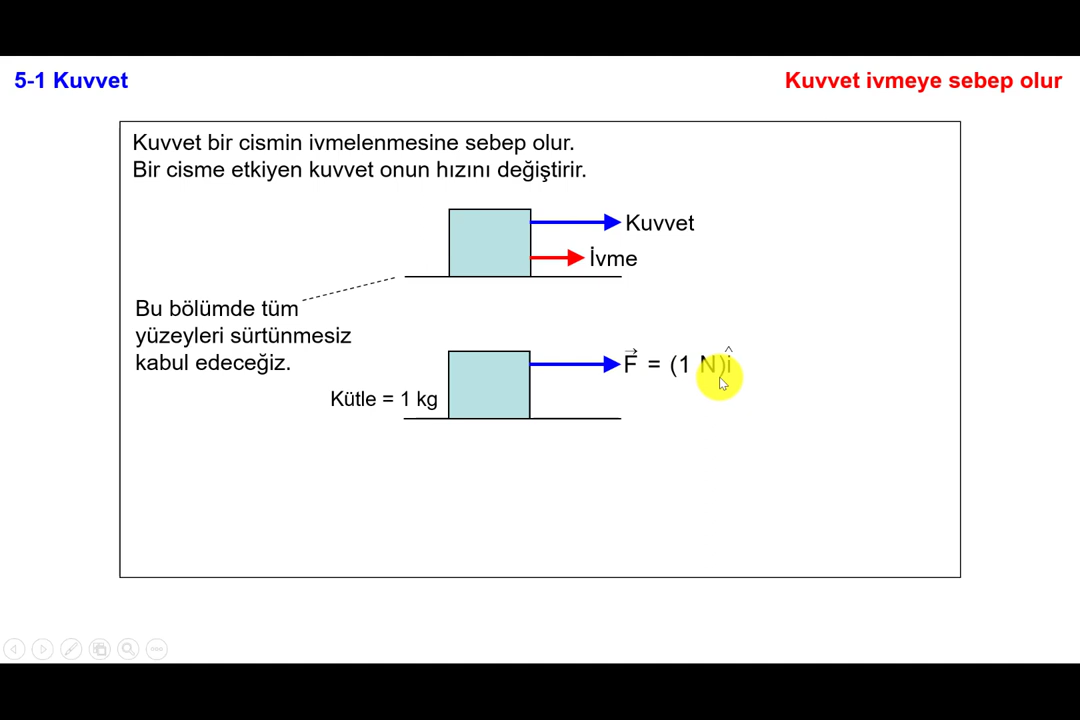 5-1 Kuvvet
Kuvvet ivmeye sebep olur
Kuvvet bir cismin ivmelenmesine sebep olur.
Bir cisme etkiyen kuvvet onun hızını değiştirir.
Kuvvet
İvme
Bu bölümde tüm
yüzeyleri sürtünmesiz
kabul edeceğiz.
F⃗ = (1 N)î
Kütle = 1 kg